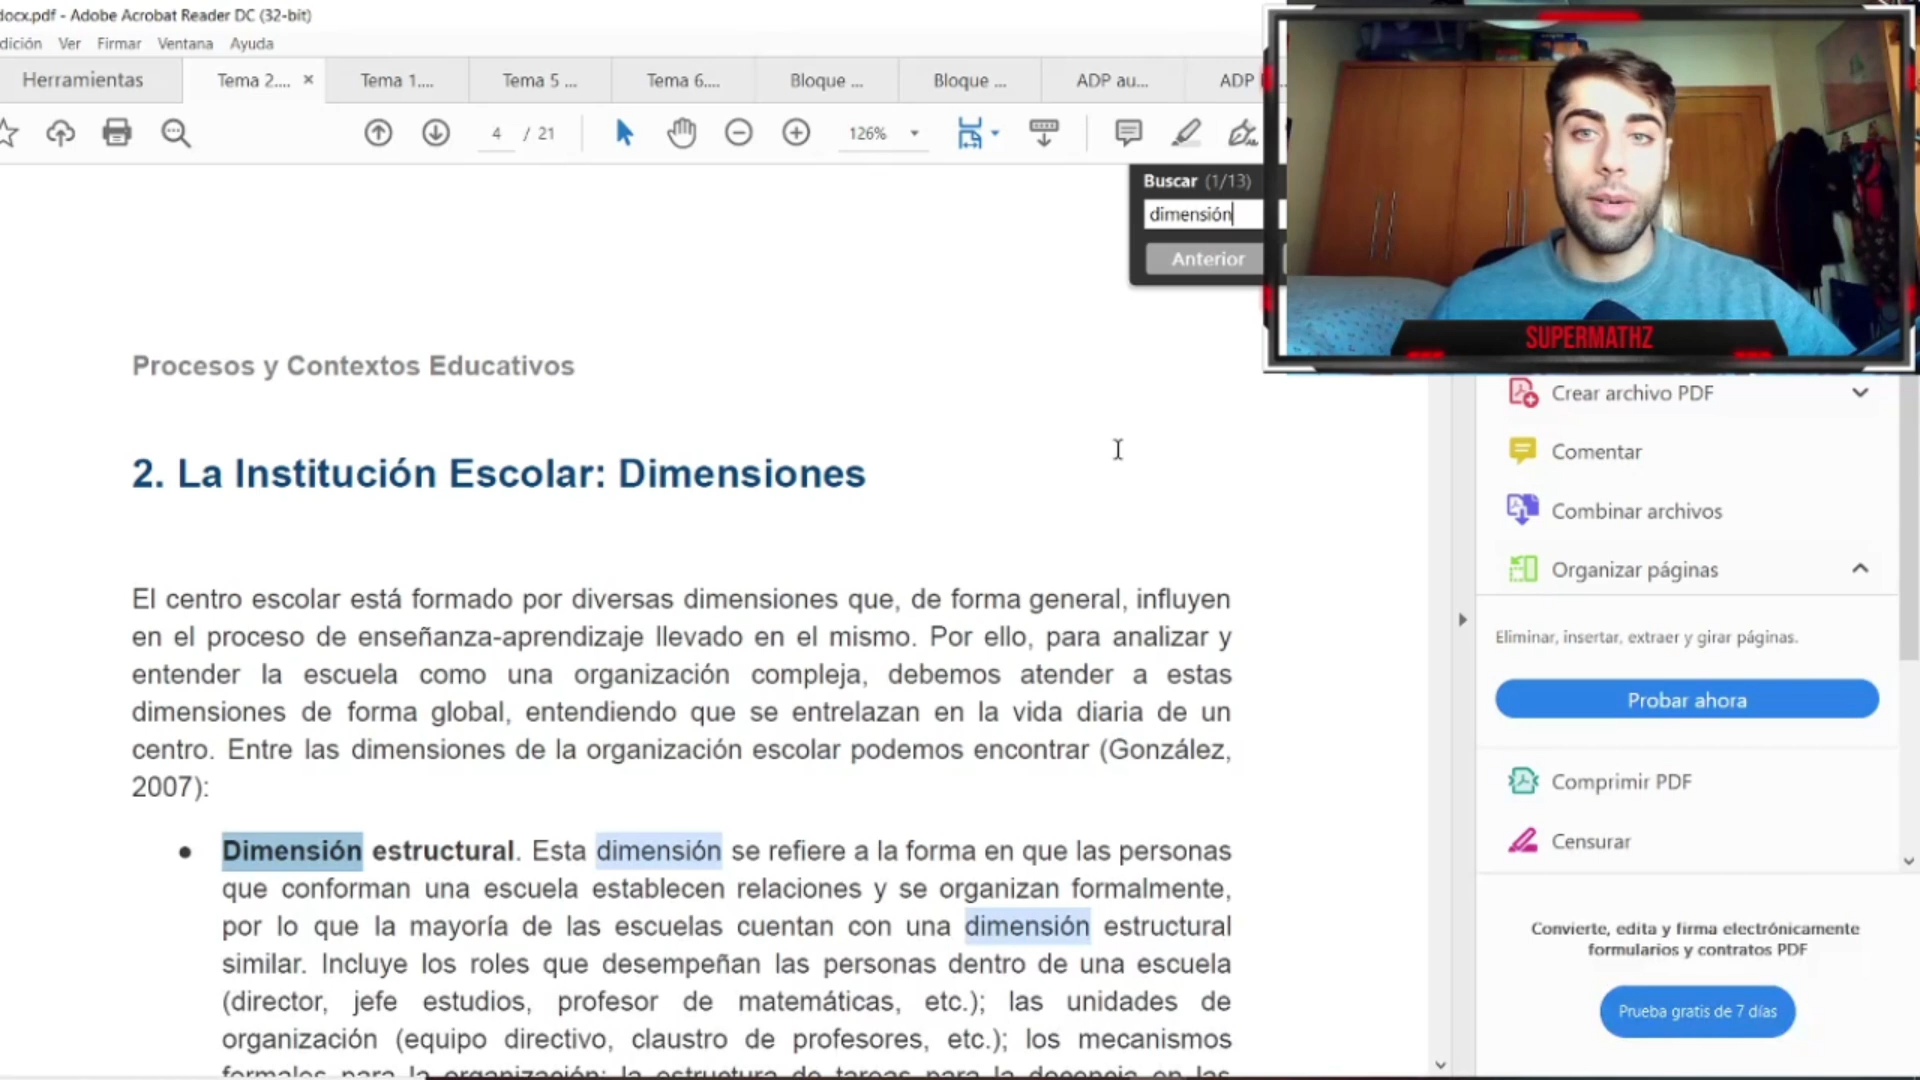 docx.pdf - Adobe Acrobat Reader DC (32-bit)
dición Ver Firmar Ventana Ayuda
Herramientas Tema 2.... × Tema 1.... Tema 5 ... Tema 6.... Bloque ... Bloque ... ADP au... ADP
4 / 21 126%
Buscar (1/13)
dimensión
Anterior
SUPERMATHZ
Procesos y Contextos Educativos
2. La Institución Escolar: Dimensiones
El centro escolar está formado por diversas dimensiones que, de forma general, influyen
en el proceso de enseñanza-aprendizaje llevado en el mismo. Por ello, para analizar y
entender la escuela como una organización compleja, debemos atender a estas
dimensiones de forma global, entendiendo que se entrelazan en la vida diaria de un
centro. Entre las dimensiones de la organización escolar podemos encontrar (González,
2007):
● Dimensión estructural. Esta dimensión se refiere a la forma en que las personas
que conforman una escuela establecen relaciones y se organizan formalmente,
por lo que la mayoría de las escuelas cuentan con una dimensión estructural
similar. Incluye los roles que desempeñan las personas dentro de una escuela
(director, jefe estudios, profesor de matemáticas, etc.); las unidades de
organización (equipo directivo, claustro de profesores, etc.); los mecanismos
formales para la organización; la estructura de tareas para la docencia en las
Crear archivo PDF
Comentar
Combinar archivos
Organizar páginas
Eliminar, insertar, extraer y girar páginas.
Probar ahora
Comprimir PDF
Censurar
Convierte, edita y firma electrónicamente
formularios y contratos PDF
Prueba gratis de 7 días